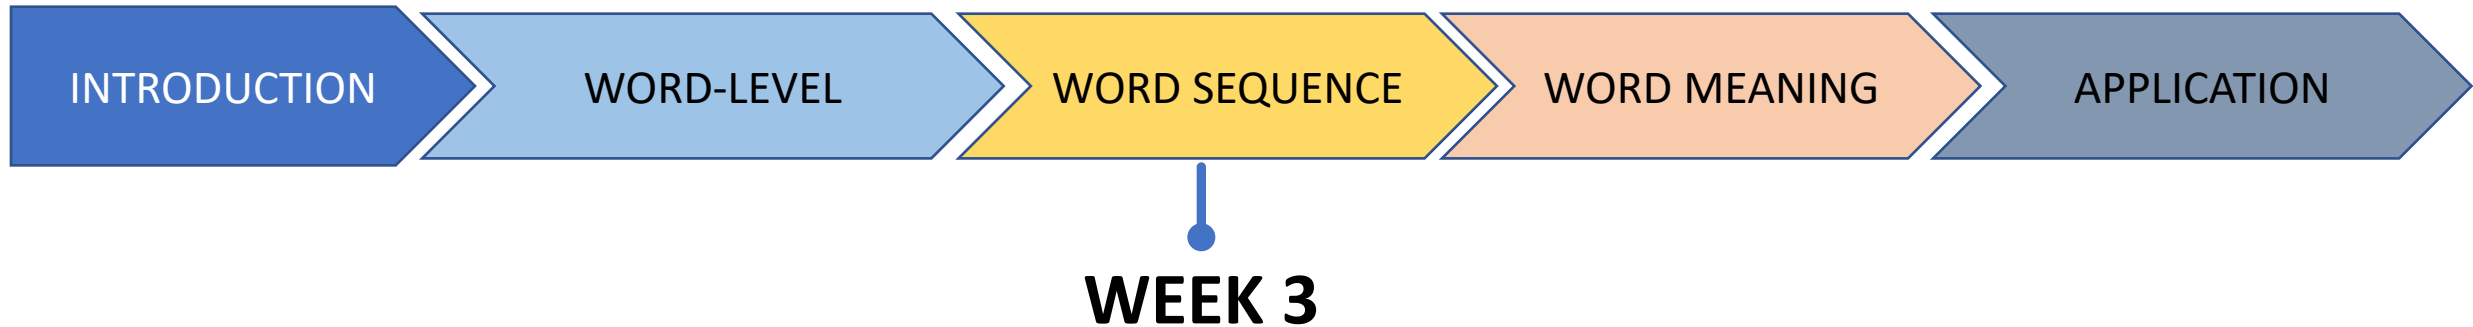 INTRODUCTION
WORD-LEVEL
WORD SEQUENCE
WORD MEANING
APPLICATION
WEEK 3